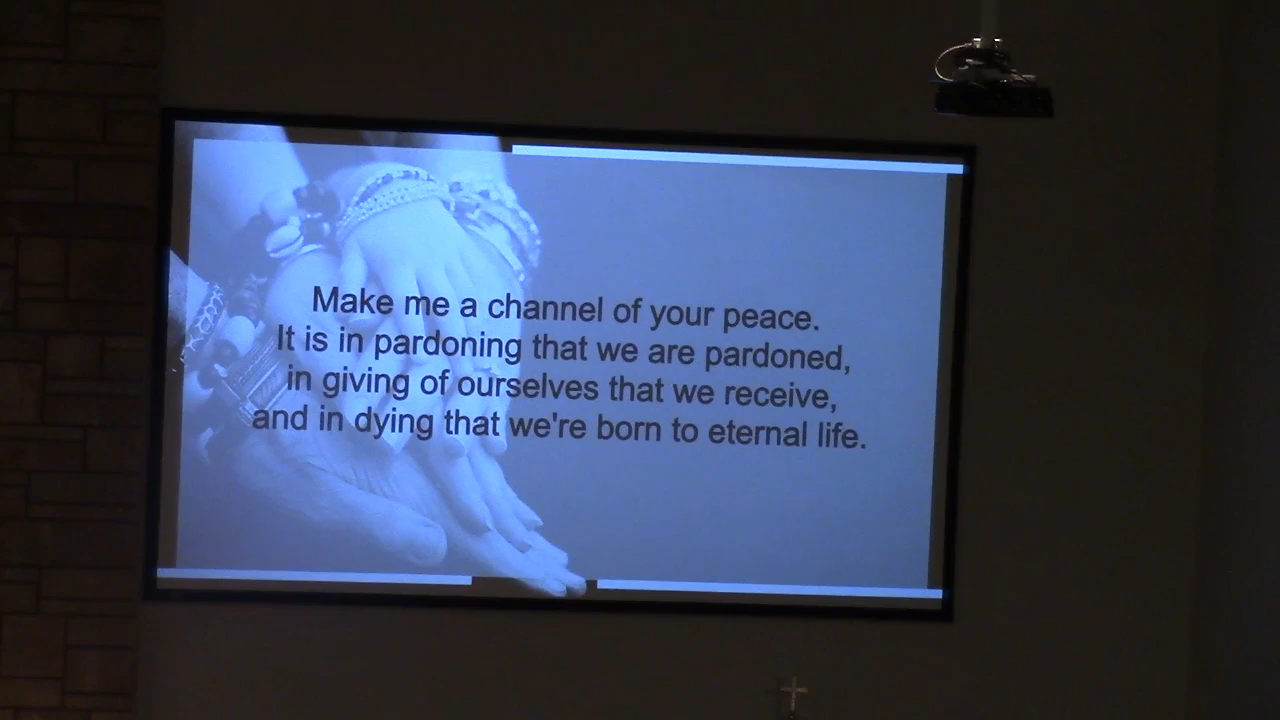 Make me a channel of your peace.
It is in pardoning that we are pardoned,
in giving of ourselves that we receive,
and in dying that we're born to eternal life.